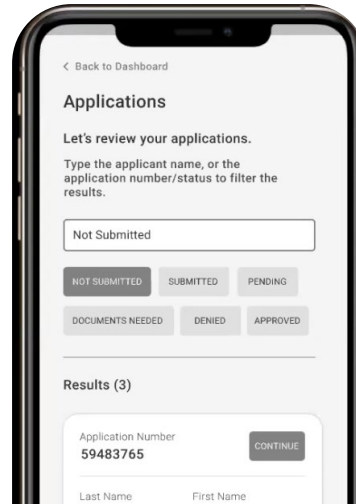 < Back to Dashboard
Applications
Let's review your applications.
Type the applicant name, or the
application number/status to filter the
results.
Not Submitted
NOT SUBMITTED SUBMITTED PENDING
DOCUMENTS NEEDED DENIED APPROVED
Results (3)
Application Number
59483765
CONTINUE
Last Name First Name